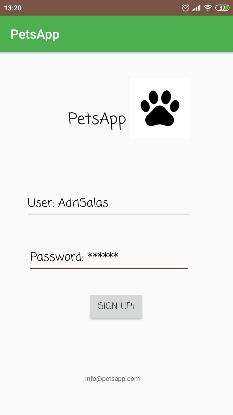 13:20
PetsApp
PetsApp
User: AdriSalas
Password: ******
SIGN UP!
info@petsapp.com